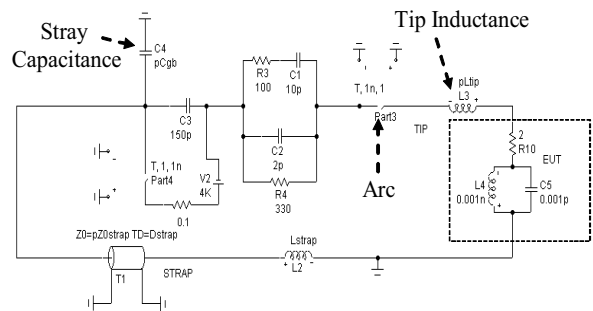 Tip Inductance
Stray
Capacitance
C4
pCgb
R3
100
C1
10p
T, 1n, 1
Part3
pLtip
- +
L3
C3
150p
C2
2p
TIP
2
R10
EUT
T, 1, 1n
Part4
V2
4K
R4
330
Arc
L4
0.001n
C5
0.001p
0.1
Z0=pZ0strap TD=Dstrap
T1
STRAP
Lstrap
+ -
L2